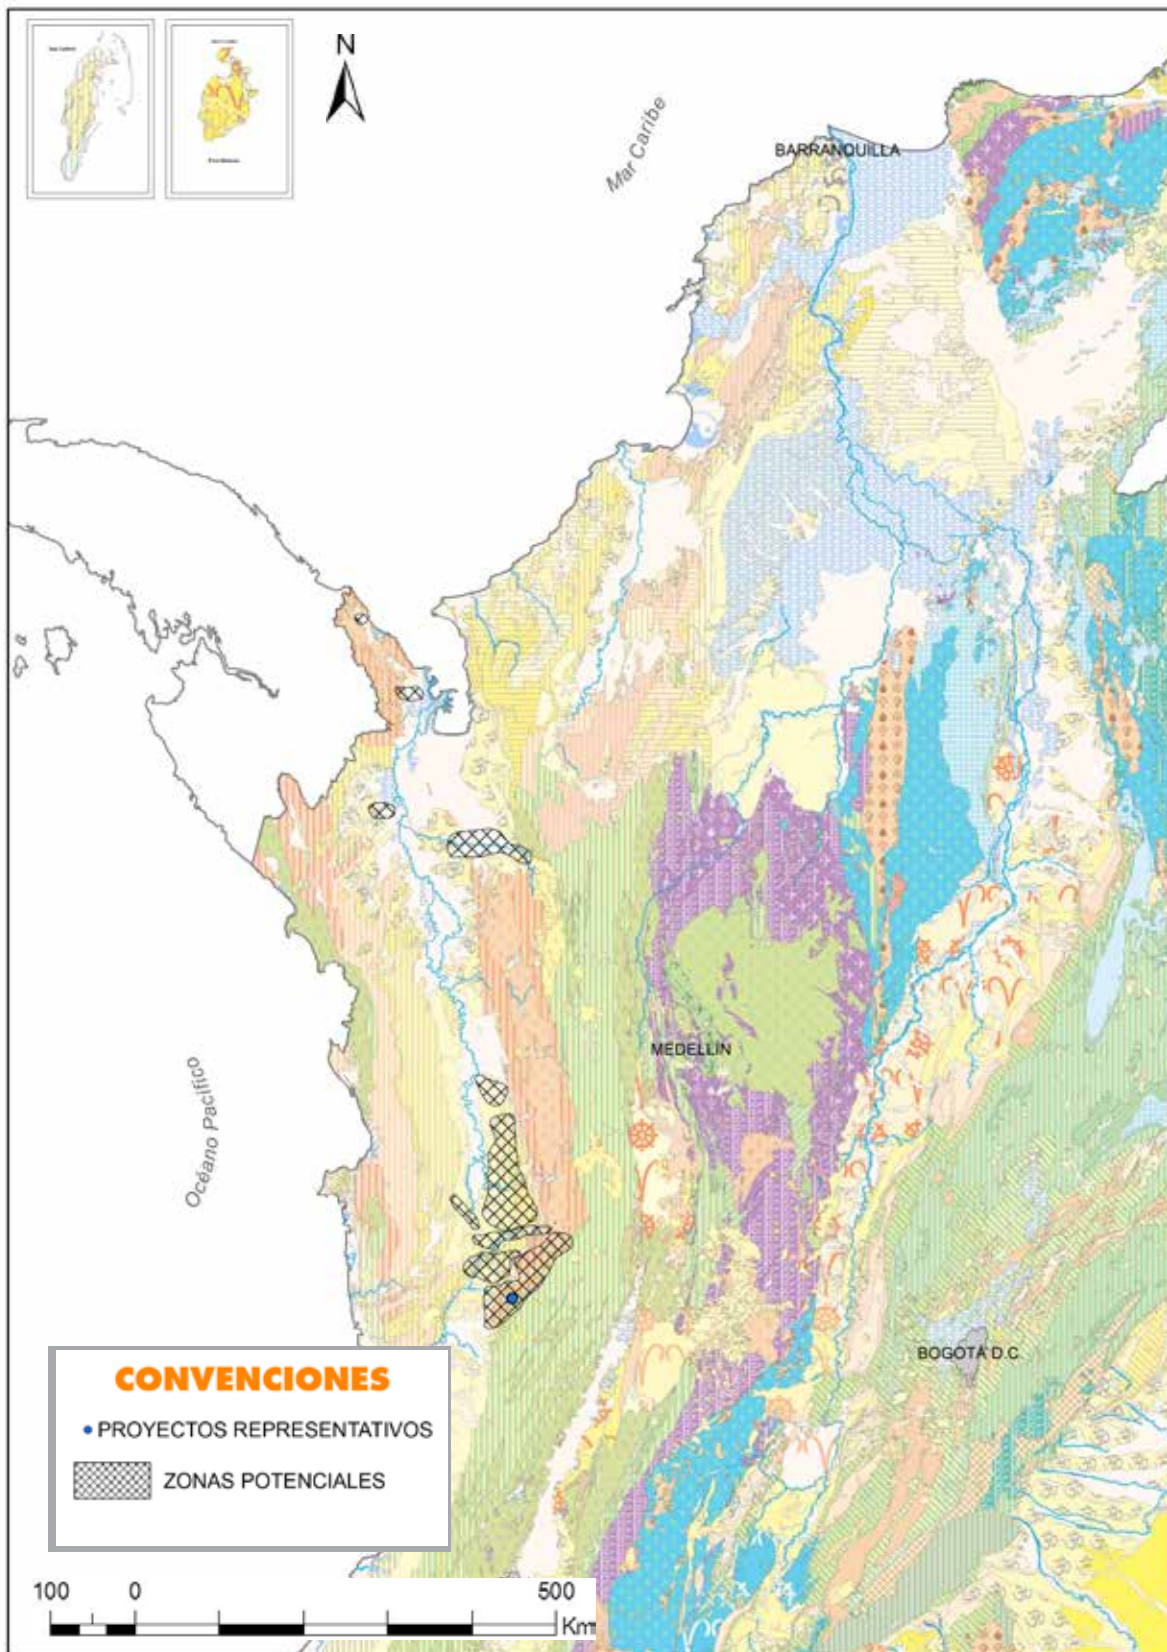 N
Mar Caribe
BARRANQUILLA
MEDELLIN
Océano Pacífico
BOGOTA D.C
CONVENCIONES
PROYECTOS REPRESENTATIVOS
ZONAS POTENCIALES
100 0 500
Km